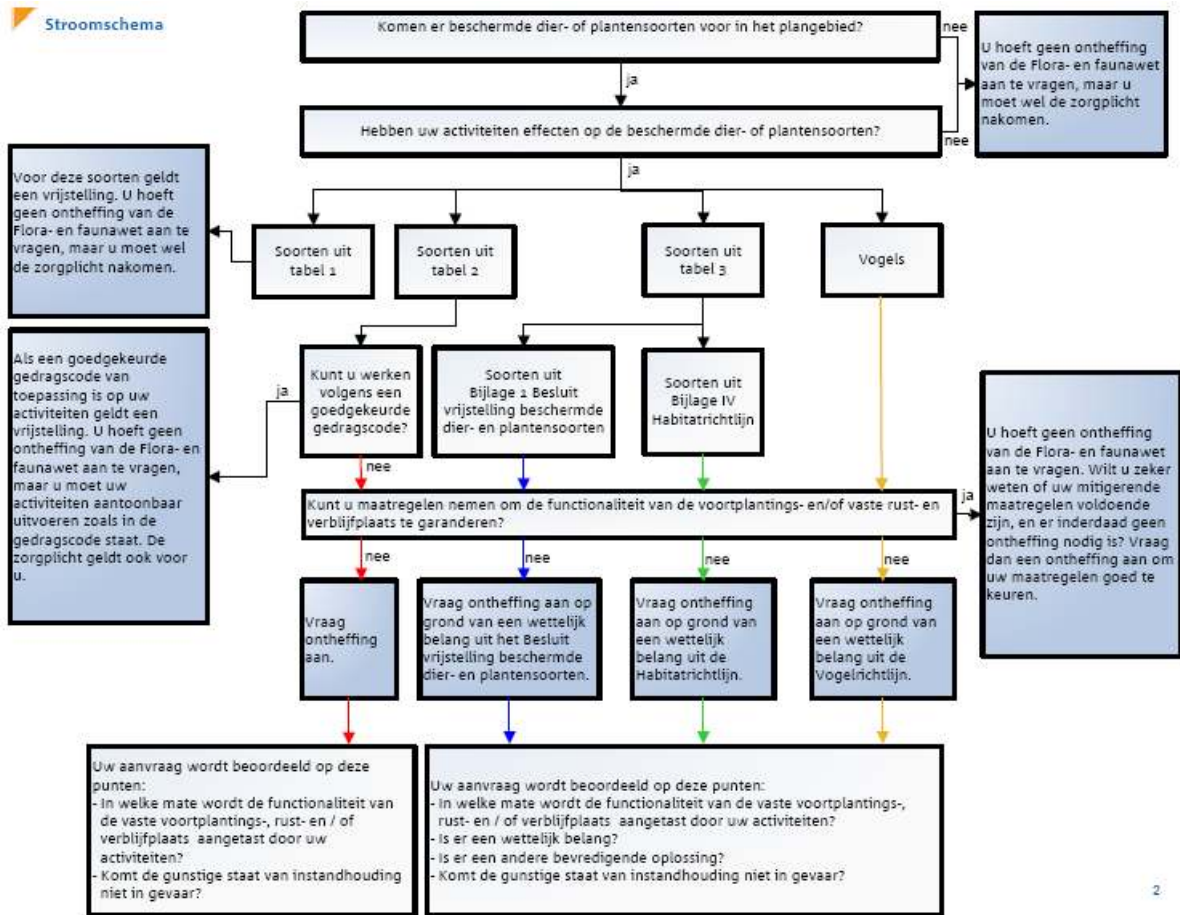 Stroomschema
Komen er beschermde dier- of plantensoorten voor in het plangebied?
nee
U hoeft geen ontheffing
van de Flora- en faunawet
aan te vragen, maar u
moet wel de zorgplicht
nakomen.
ja
Hebben uw activiteiten effecten op de beschermde dier- of plantensoorten?
nee
ja
Voor deze soorten geldt
een vrijstelling. U hoeft
geen ontheffing van de
Flora- en faunawet aan te
vragen, maar u moet wel
de zorgplicht nakomen.
Soorten uit
tabel 1
Soorten uit
tabel 2
Soorten uit
tabel 3
Vogels
Als een goedgekeurde
gedragscode van
toepassing is op uw
activiteiten geldt een
vrijstelling. U hoeft geen
ontheffing van de Flora- en
faunawet aan te vragen,
maar u moet uw
activiteiten aantoonbaar
uitvoeren zoals in de
gedragscode staat. De
zorgplicht geldt ook voor
u.
ja
Kunt u werken
volgens een
goedgekeurde
gedragscode?
Soorten uit
Bijlage 1 Besluit
vrijstelling beschermde
dier- en plantensoorten
Soorten uit
Bijlage IV
Habitatrichtlijn
nee
Kunt u maatregelen nemen om de functionaliteit van de voortplantings- en/of vaste rust- en
verblijfplaats te garanderen?
ja
U hoeft geen ontheffing
van de Flora- en faunawet
aan te vragen. Wilt u zeker
weten of uw mitigerende
maatregelen voldoende
zijn, en er inderdaad geen
ontheffing nodig is? Vraag
dan een ontheffing aan om
uw maatregelen goed te
keuren.
nee
nee
nee
nee
Vraag
ontheffing
aan.
Vraag ontheffing aan op
grond van een wettelijk
belang uit het Besluit
vrijstelling beschermde
dier- en plantensoorten.
Vraag ontheffing
aan op grond van
een wettelijk
belang uit de
Habitatrichtlijn.
Vraag ontheffing
aan op grond van
een wettelijk
belang uit de
Vogelrichtlijn.
Uw aanvraag wordt beoordeeld op deze
punten:
- In welke mate wordt de functionaliteit van
de vaste voortplantings-, rust- en / of
verblijfplaats aangetast door uw
activiteiten?
- Komt de gunstige staat van instandhouding
niet in gevaar?
Uw aanvraag wordt beoordeeld op deze punten:
- In welke mate wordt de functionaliteit van de vaste voortplantings-,
rust- en / of verblijfplaats aangetast door uw activiteiten?
- Is er een wettelijk belang?
- Is er een andere bevredigende oplossing?
- Komt de gunstige staat van instandhouding niet in gevaar?
2